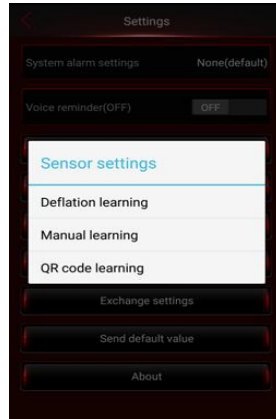 Settings
System alarm settings None(default)
Voice reminder(OFF) OFF
Sensor settings
Deflation learning
Manual learning
QR code learning
Exchange settings
Send default value
About